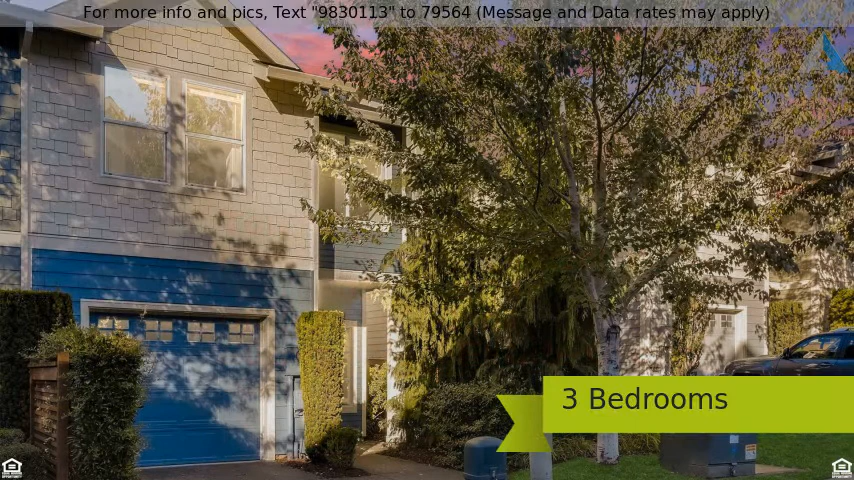 For more info and pics, Text "9830113" to 79564 (Message and Data rates may apply)
3 Bedrooms